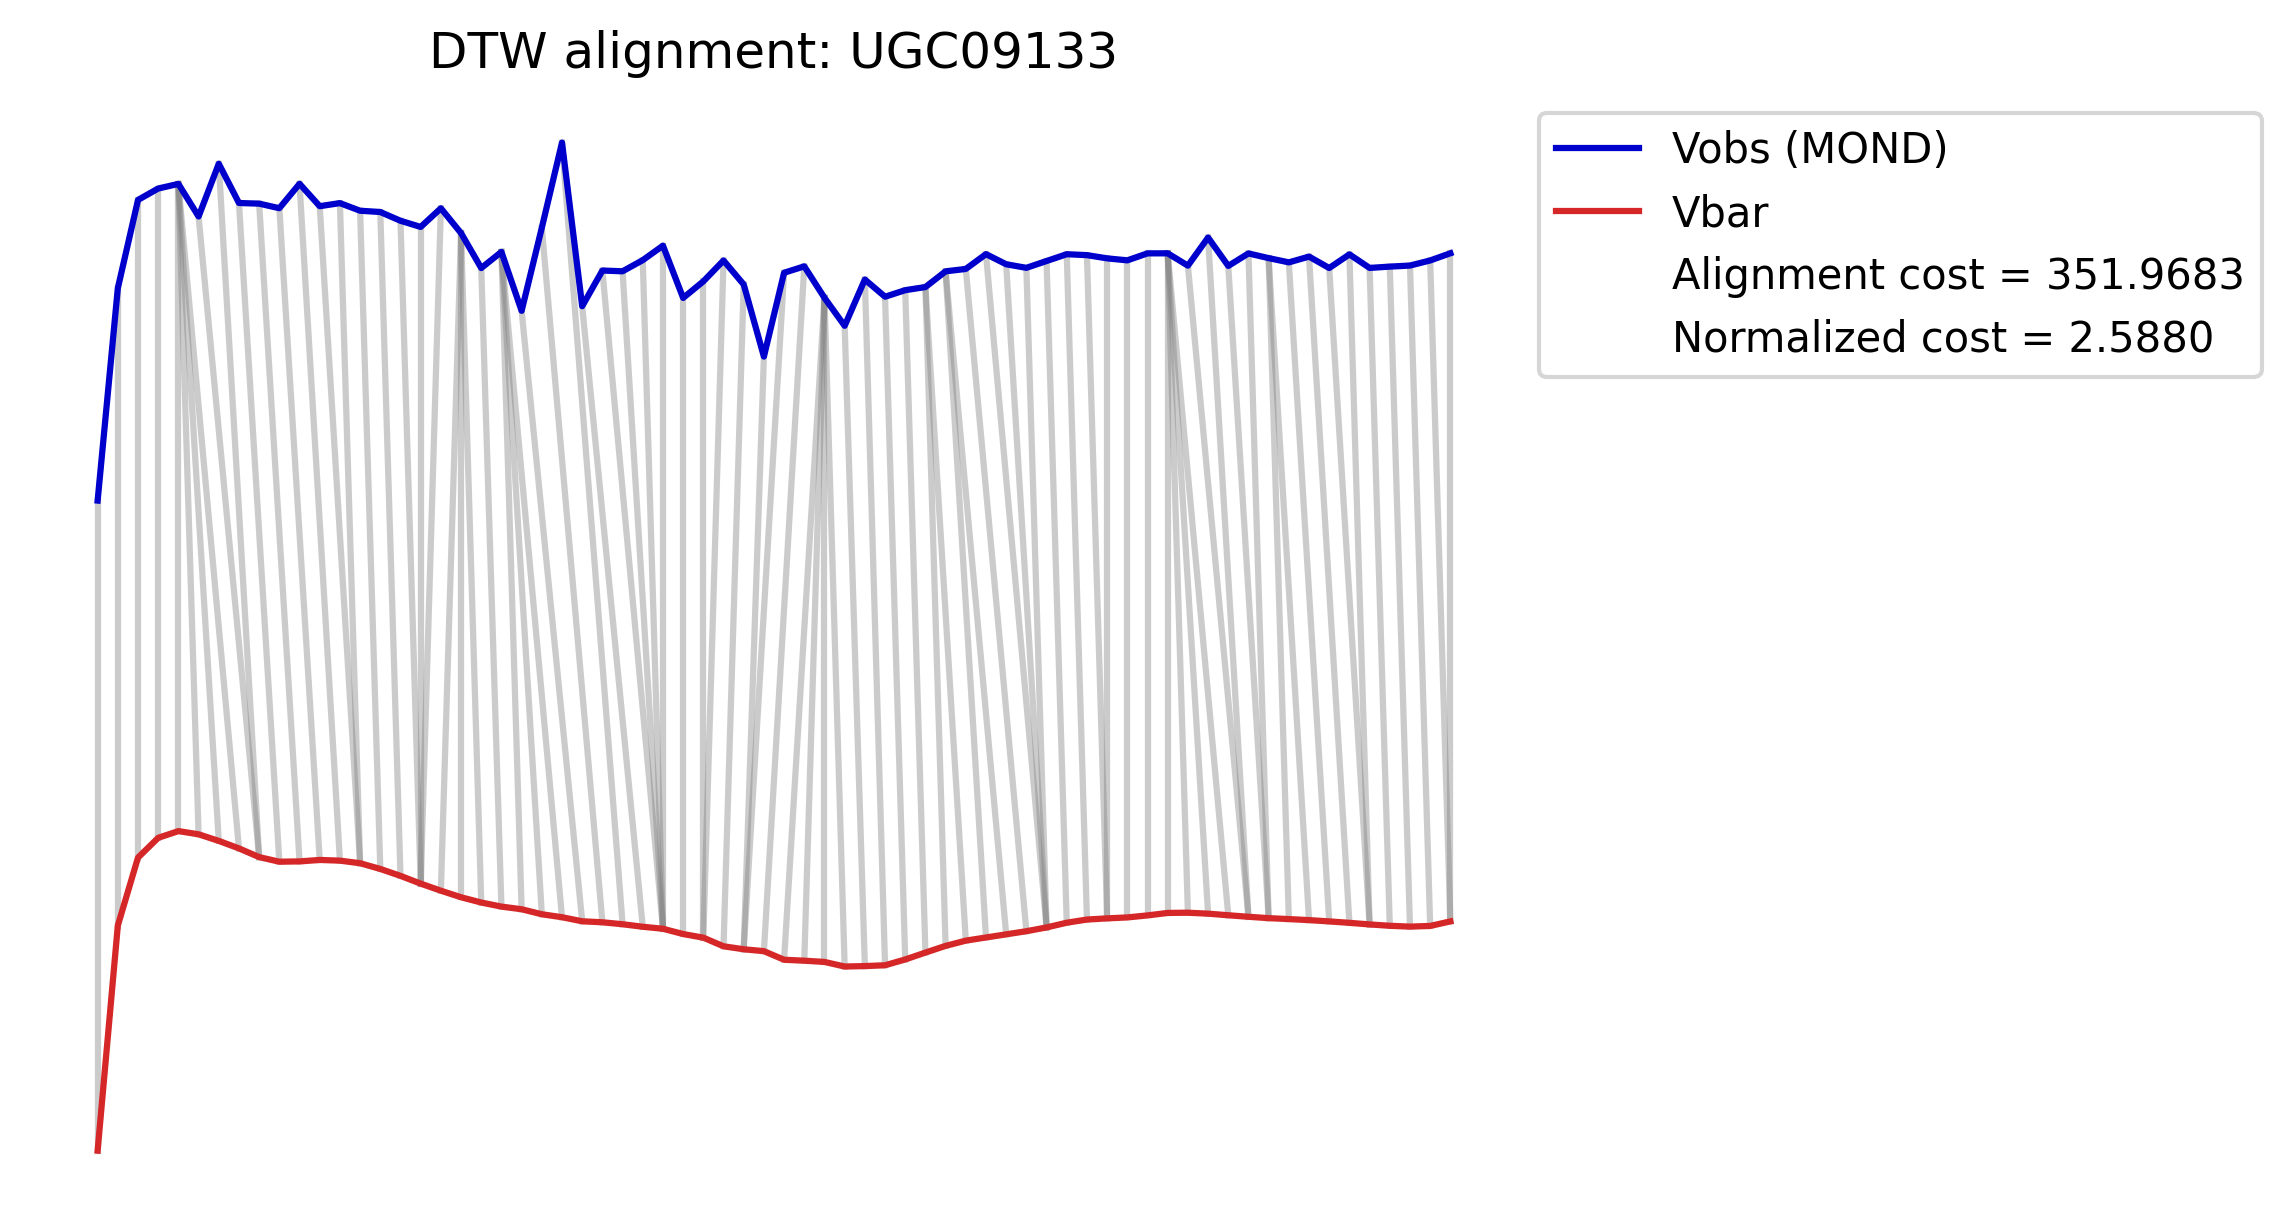 DTW alignment: UGC09133
Vobs (MOND)
Vbar
Alignment cost = 351.9683
Normalized cost = 2.5880